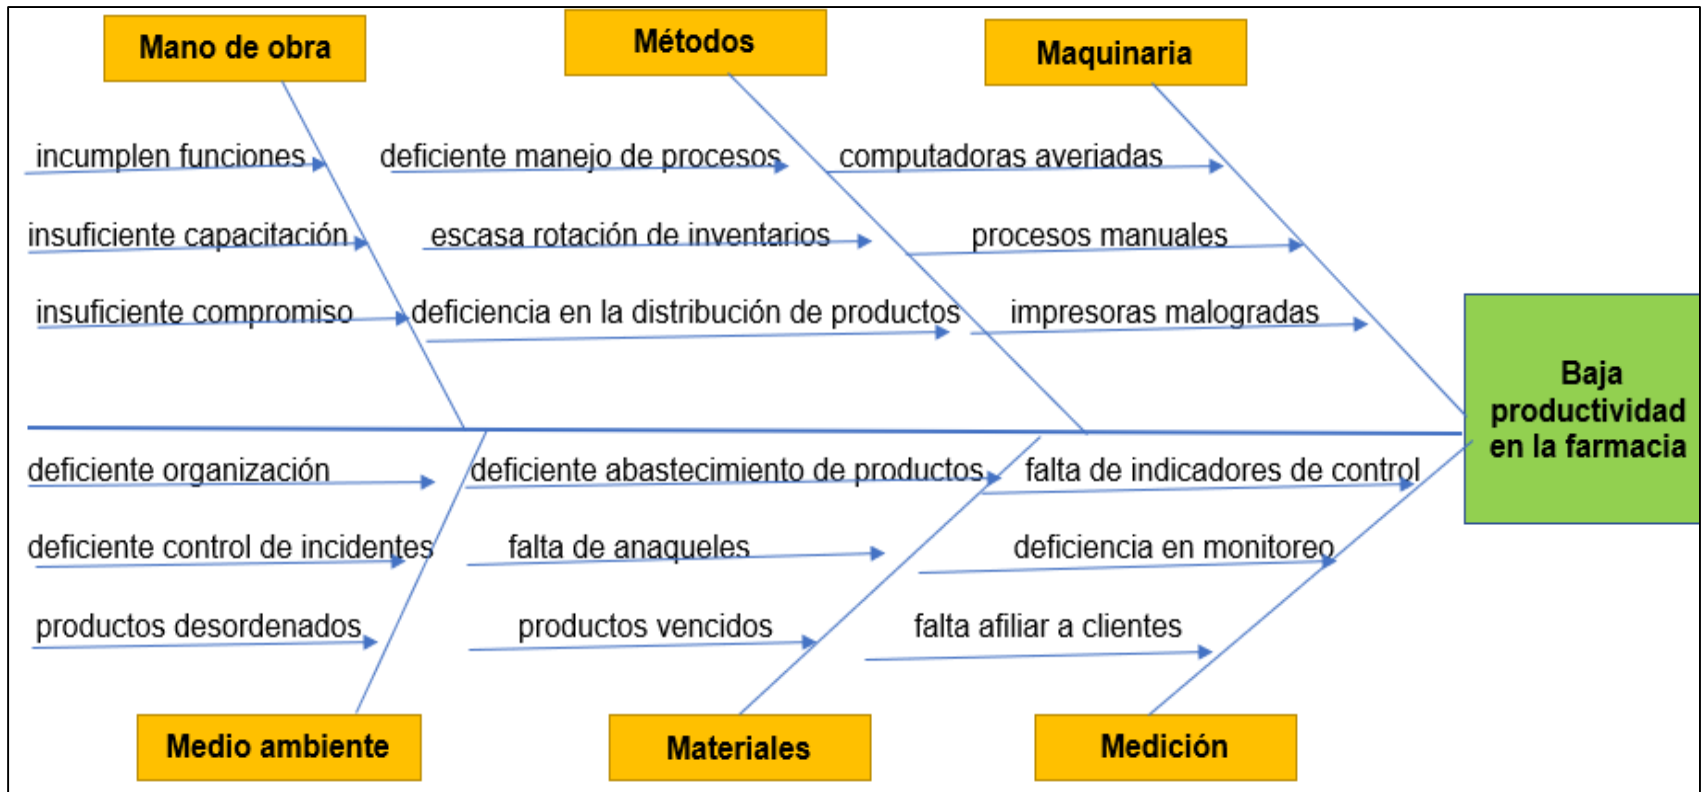 Mano de obra
Métodos
Maquinaria
incumplen funciones
deficiente manejo de procesos
computadoras averiadas
insuficiente capacitación
escasa rotación de inventarios
procesos manuales
insuficiente compromiso
deficiencia en la distribución de productos
impresoras malogradas
Baja
productividad
en la farmacia
deficiente organización
deficiente abastecimiento de productos
falta de indicadores de control
deficiente control de incidentes
falta de anaqueles
deficiencia en monitoreo
productos desordenados
productos vencidos
falta afiliar a clientes
Medio ambiente
Materiales
Medición